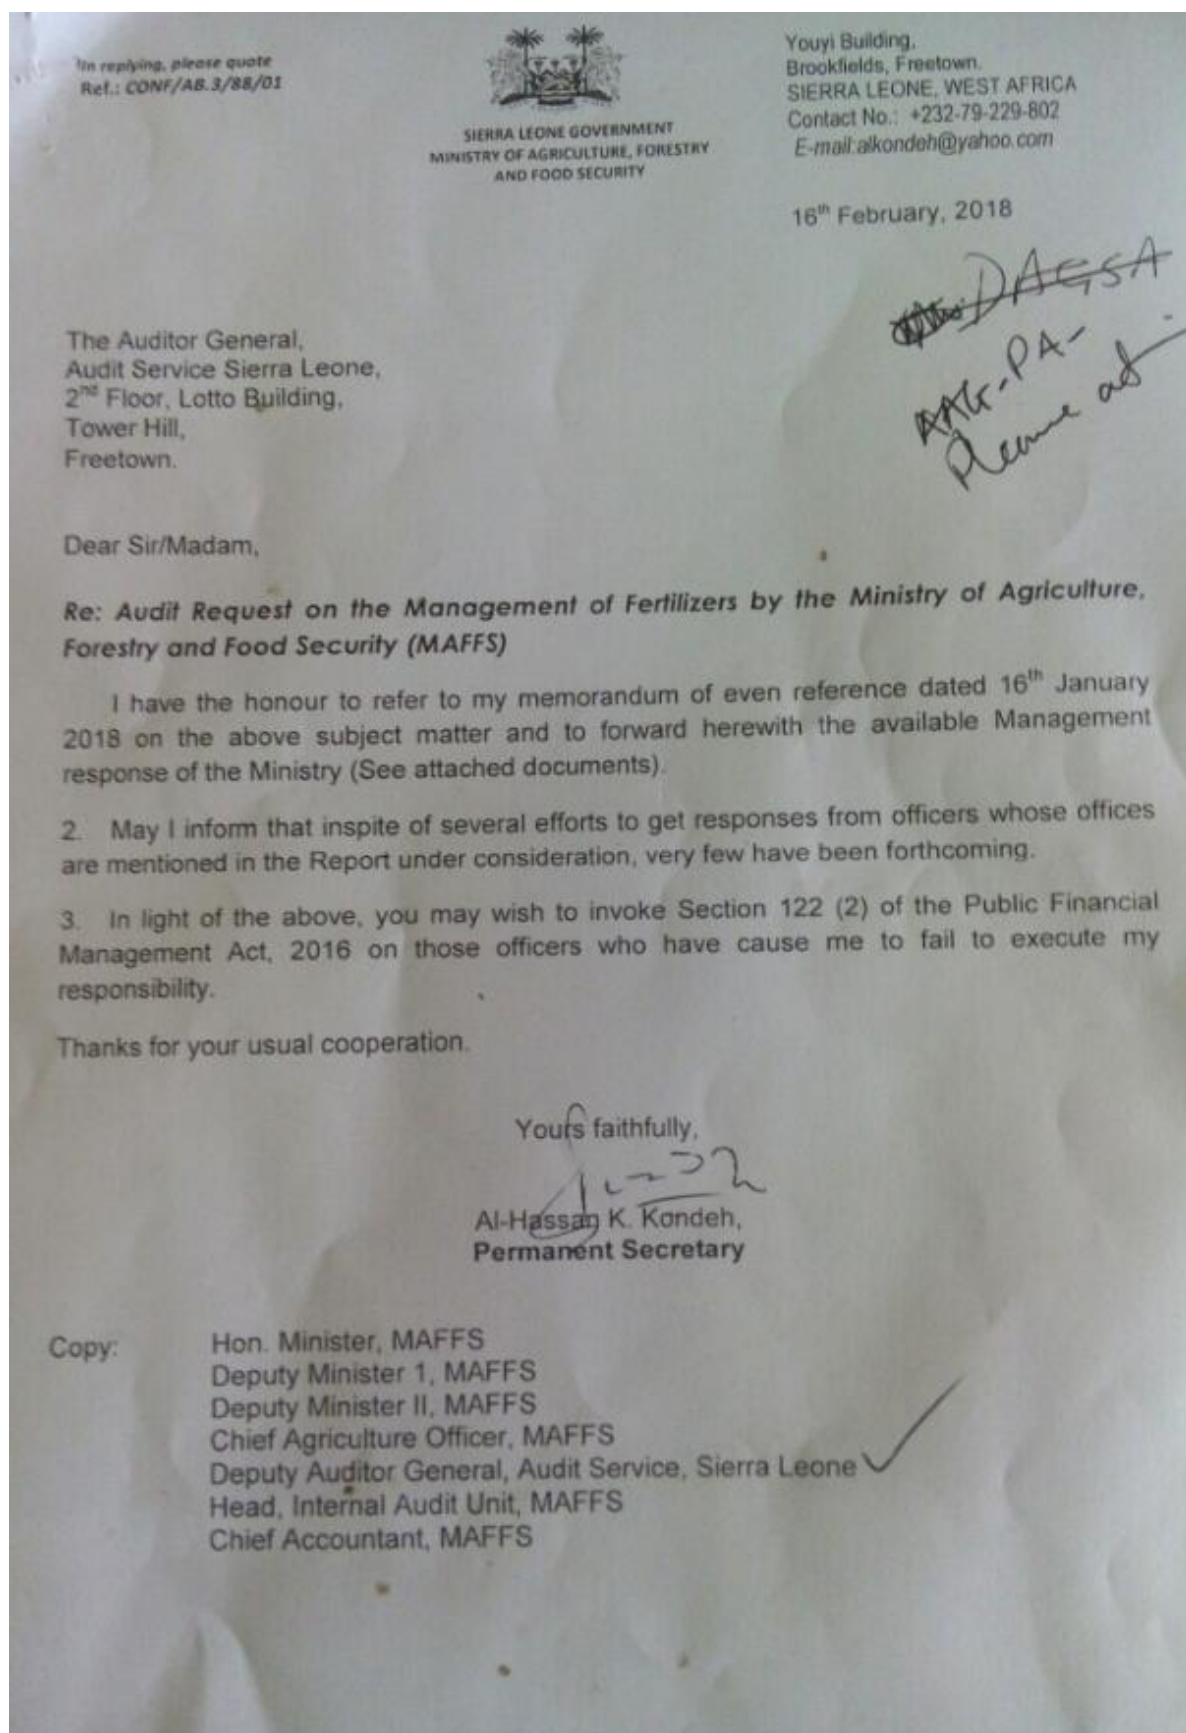 In replying, please quote
Ref.: CONF/AB.3/88/01
SIERRA LEONE GOVERNMENT
MINISTRY OF AGRICULTURE, FORESTRY
AND FOOD SECURITY
Youyi Building,
Brookfields, Freetown.
SIERRA LEONE, WEST AFRICA
Contact No.: +232-79-229-802
E-mail:alkondeh@yahoo.com
16th February, 2018
DAGSA
AAG-PA-
Please act
The Auditor General,
Audit Service Sierra Leone,
2nd Floor, Lotto Building,
Tower Hill,
Freetown.
Dear Sir/Madam,
Re: Audit Request on the Management of Fertilizers by the Ministry of Agriculture,
Forestry and Food Security (MAFFS)
I have the honour to refer to my memorandum of even reference dated 16th January
2018 on the above subject matter and to forward herewith the available Management
response of the Ministry (See attached documents).
2. May I inform that inspite of several efforts to get responses from officers whose offices
are mentioned in the Report under consideration, very few have been forthcoming.
3. In light of the above, you may wish to invoke Section 122 (2) of the Public Financial
Management Act, 2016 on those officers who have cause me to fail to execute my
responsibility.
Thanks for your usual cooperation.
Yours faithfully,
Al-Hassan K. Kondeh,
Permanent Secretary
Copy:
Hon. Minister, MAFFS
Deputy Minister 1, MAFFS
Deputy Minister II, MAFFS
Chief Agriculture Officer, MAFFS
Deputy Auditor General, Audit Service, Sierra Leone
Head, Internal Audit Unit, MAFFS
Chief Accountant, MAFFS